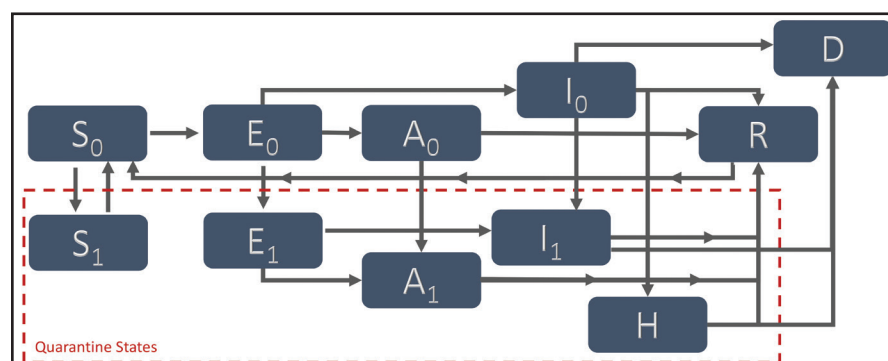 D
I₀
S₀ E₀ A₀ R
S₁ E₁ I₁
A₁
H
Quarantine States